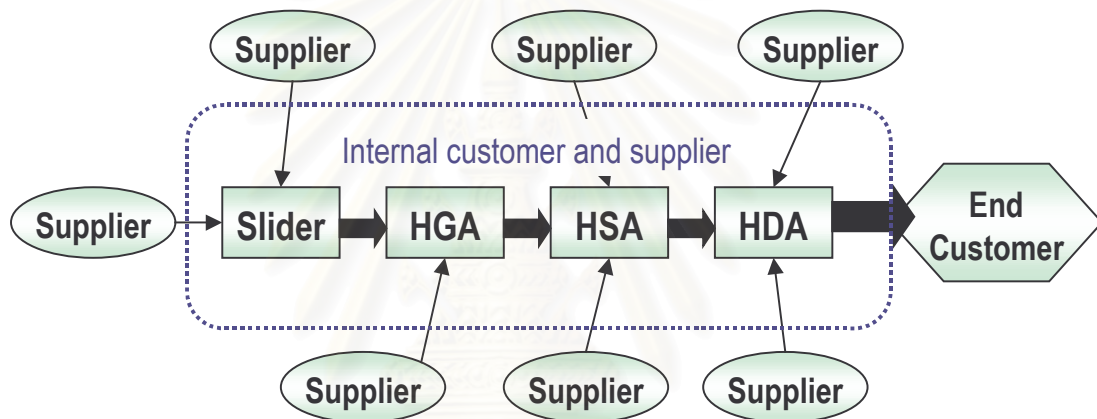 Supplier
Supplier
Supplier
Internal customer and supplier
Supplier
Slider
HGA
HSA
HDA
End
Customer
Supplier
Supplier
Supplier